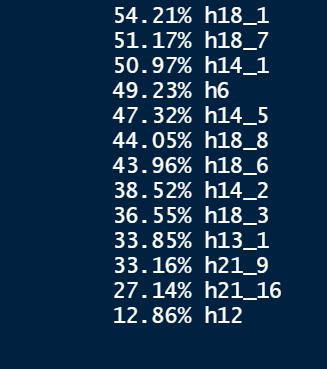 54.21% h18_1
51.17% h18_7
50.97% h14_1
49.23% h6
47.32% h14_5
44.05% h18_8
43.96% h18_6
38.52% h14_2
36.55% h18_3
33.85% h13_1
33.16% h21_9
27.14% h21_16
12.86% h12